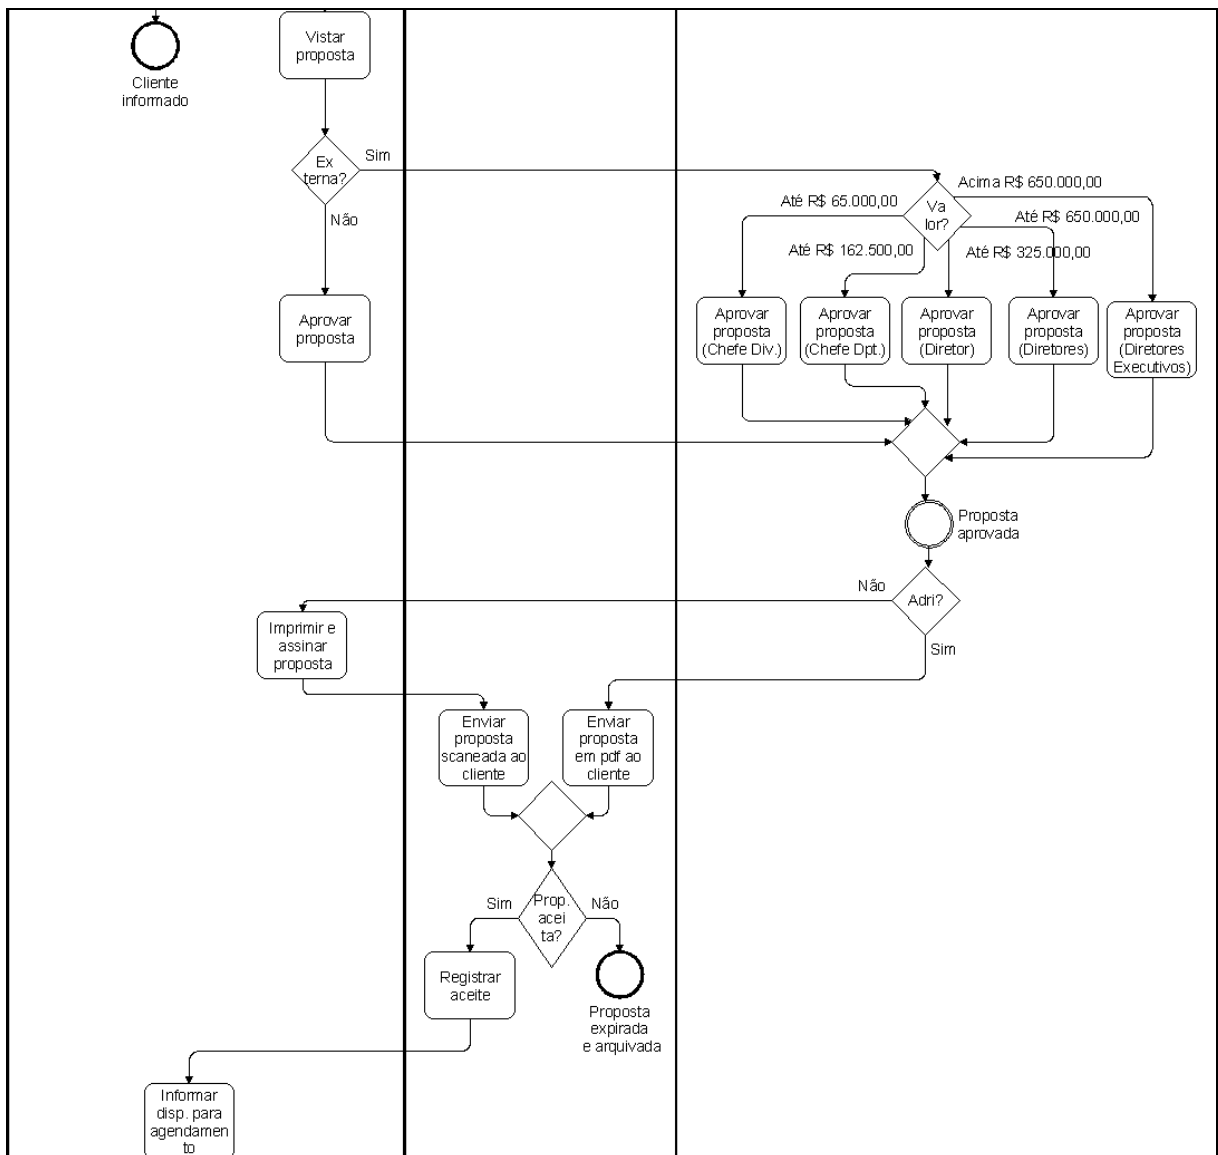 Vistar
proposta
Cliente
informado
Ex
terna?
Sim
Não
Acima R$ 650.000,00
Até R$ 65.000,00
Va
lor?
Até R$ 650.000,00
Até R$ 162.500,00
Até R$ 325.000,00
Aprovar
proposta
Aprovar
proposta
(Chefe Div.)
Aprovar
proposta
(Chefe Dpt.)
Aprovar
proposta
(Diretor)
Aprovar
proposta
(Diretores)
Aprovar
proposta
(Diretores
Executivos)
Proposta
aprovada
Não
Adri?
Sim
Imprimir e
assinar
proposta
Enviar
proposta
scaneada ao
cliente
Enviar
proposta
em pdf ao
cliente
Sim
Prop.
acei
ta?
Não
Registrar
aceite
Proposta
expirada
e arquivada
Informar
disp. para
agendamen
to